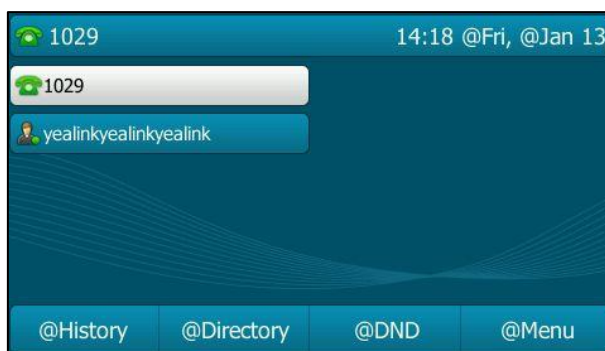 1029 14:18 @Fri, @Jan 13
1029
yealinkyealinkyealink
@History @Directory @DND @Menu